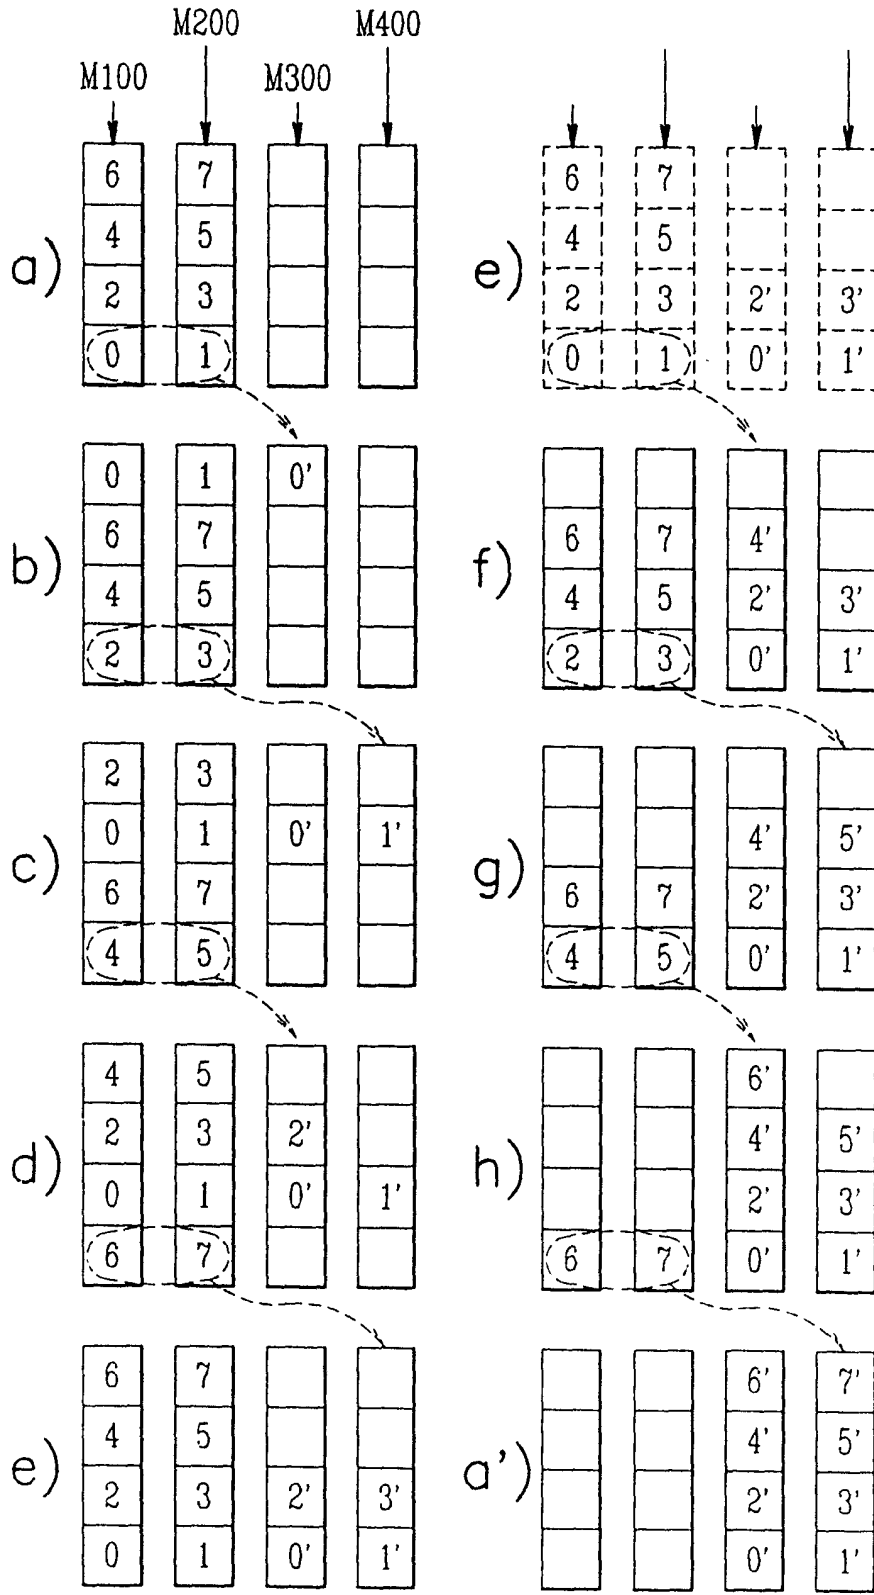 M200 M400
M100 M300
6 7
4 5
a)
2 3
0 1
0 1 0'
6 7
b)
4 5
2 3
2 3
0 1 0' 1'
c)
6 7
4 5
4 5
2 3 2'
d)
0 1 0' 1'
6 7
6 7
4 5
e)
2 3 2' 3'
0 1 0' 1'
6 7
4 5
e)
2 3 2' 3'
0 1 0' 1'
6 7 4'
f)
4 5 2' 3'
2 3 0' 1'
4' 5'
g)
6 7 2' 3'
4 5 0' 1'
6'
4' 5'
h)
2' 3'
6 7 0' 1'
6' 7'
4' 5'
a')
2' 3'
0' 1'